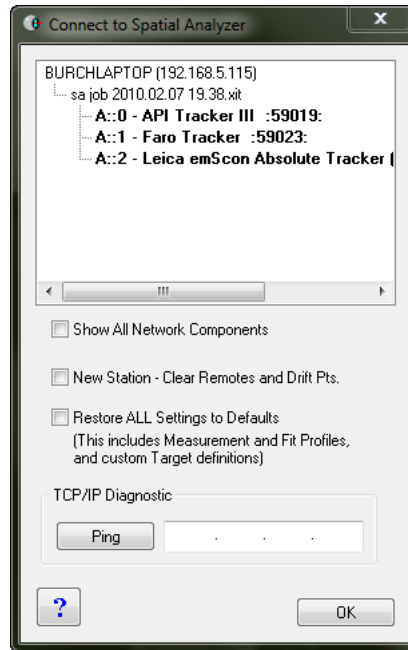 Connect to Spatial Analyzer
BURCHLAPTOP (192.168.5.115)
sa job 2010.02.07 19.38.xit
A::0 - API Tracker III :59019:
A::1 - Faro Tracker :59023:
A::2 - Leica emScon Absolute Tracker (
Show All Network Components
New Station - Clear Remotes and Drift Pts.
Restore ALL Settings to Defaults
(This includes Measurement and Fit Profiles,
and custom Target definitions)
TCP/IP Diagnostic
Ping . . .
? OK